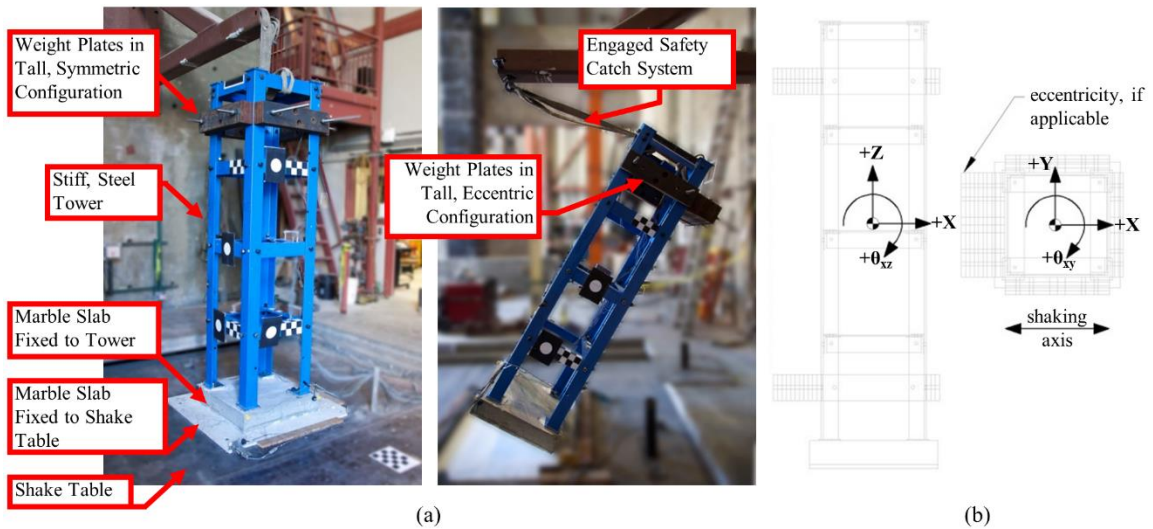 Weight Plates in
Tall, Symmetric
Configuration
Stiff, Steel
Tower
Marble Slab
Fixed to Tower
Marble Slab
Fixed to Shake
Table
Shake Table
Engaged Safety
Catch System
Weight Plates in
Tall, Eccentric
Configuration
(a)
eccentricity, if
applicable
+Z
+X
+θxz
+Y
+X
+θxy
shaking
axis
(b)